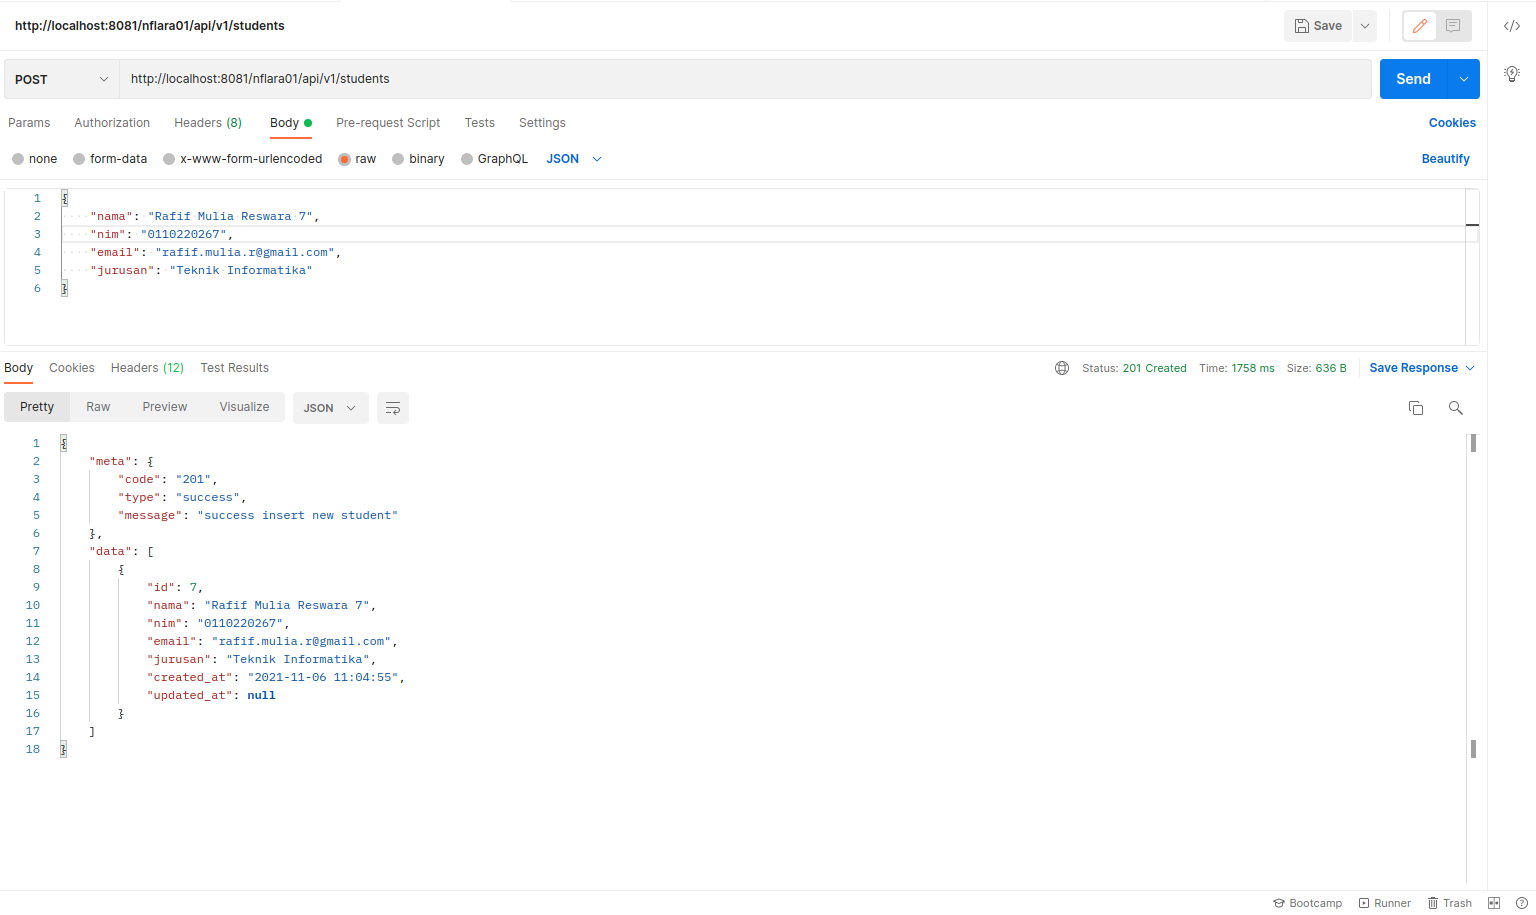 http://localhost:8081/nflara01/api/v1/students
Save
POST
http://localhost:8081/nflara01/api/v1/students
Send
Params Authorization Headers (8) Body Pre-request Script Tests Settings Cookies
none form-data x-www-form-urlencoded raw binary GraphQL JSON Beautify
1 {
2 "nama": "Rafif Mulia Reswara 7",
3 "nim": "0110220267",
4 "email": "rafif.mulia.r@gmail.com",
5 "jurusan": "Teknik Informatika"
6 }
Body Cookies Headers (12) Test Results Status: 201 Created Time: 1758 ms Size: 636 B Save Response
Pretty Raw Preview Visualize JSON
1 {
2 "meta": {
3 "code": "201",
4 "type": "success",
5 "message": "success insert new student"
6 },
7 "data": [
8 {
9 "id": 7,
10 "nama": "Rafif Mulia Reswara 7",
11 "nim": "0110220267",
12 "email": "rafif.mulia.r@gmail.com",
13 "jurusan": "Teknik Informatika",
14 "created_at": "2021-11-06 11:04:55",
15 "updated_at": null
16 }
17 ]
18 }
Bootcamp Runner Trash